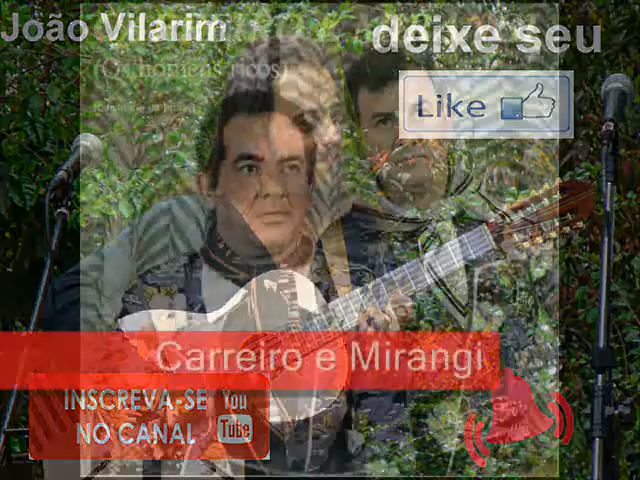 João Vilarim
deixe seu
Like
Carreiro e Mirangi
INSCREVA-SE
NO CANAL
You
Tube